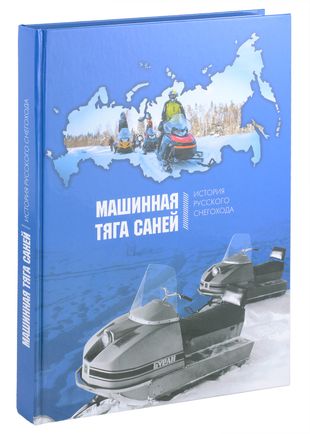 МАШИННАЯ ТЯГА САНЕЙ | ИСТОРИЯ РУССКОГО СНЕГОХОДА
МАШИННАЯ
ТЯГА САНЕЙ
ИСТОРИЯ
РУССКОГО
СНЕГОХОДА
БУРАН